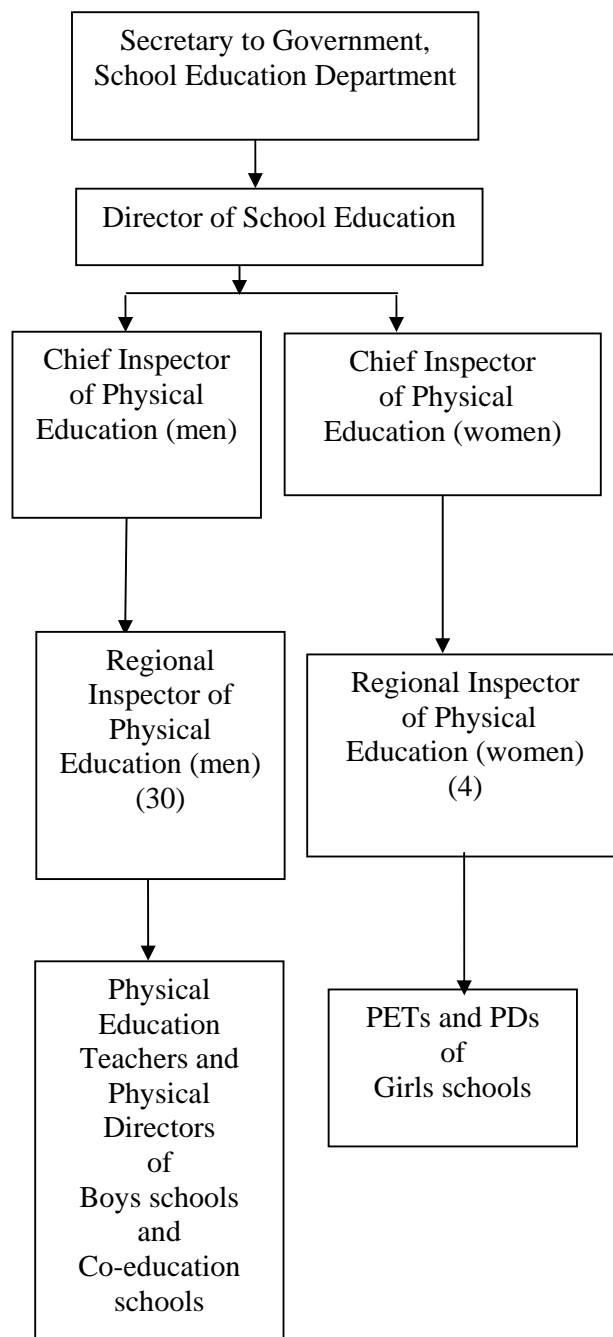 Secretary to Government,
School Education Department
Director of School Education
Chief Inspector
of Physical
Education (men)
Chief Inspector
of Physical
Education (women)
Regional
Inspector of
Physical
Education (men)
(30)
Regional Inspector
of Physical
Education (women)
(4)
Physical
Education
Teachers and
Physical
Directors
of
Boys schools
and
Co-education
schools
PETs and PDs
of
Girls schools